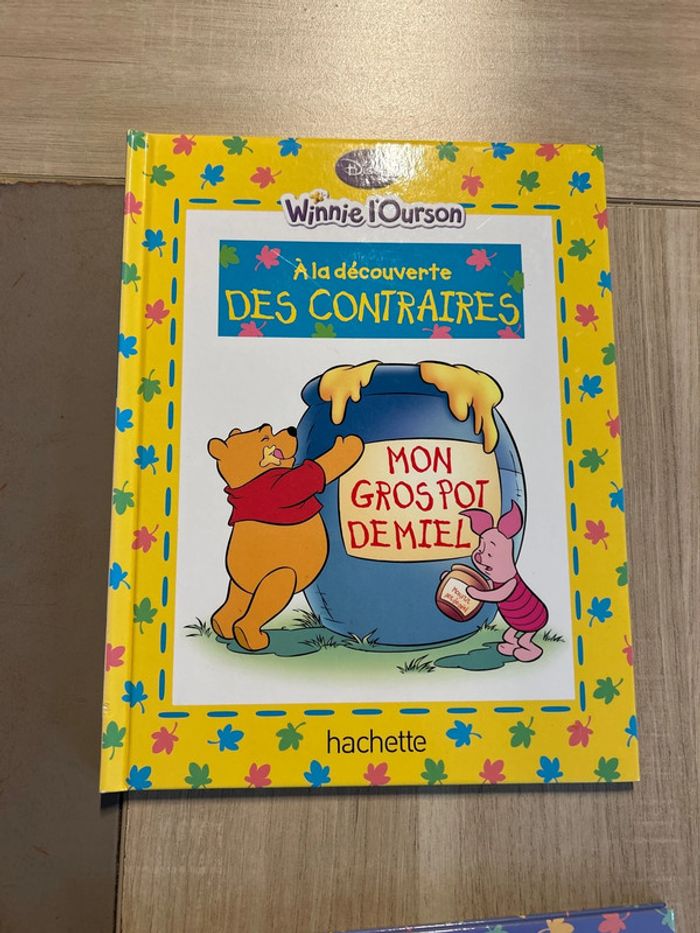 Disney
Winnie l'Ourson
À la découverte
DES CONTRAIRES
MON
GROS POT
DE MIEL
hachette